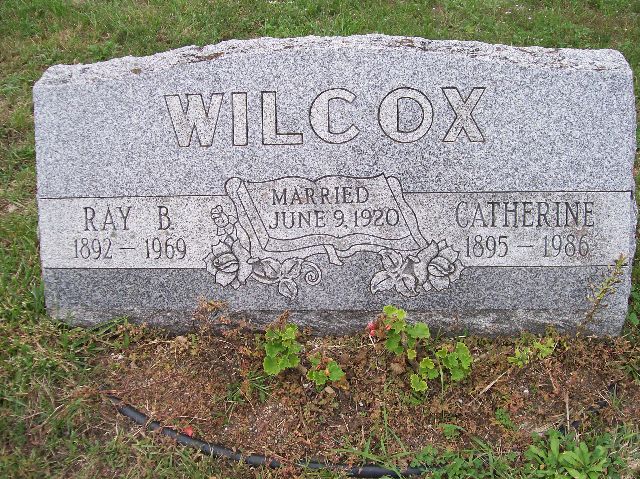 WILCOX
MARRIED
JUNE 9, 1920
RAY B.
1892 – 1969
CATHERINE
1895 – 1986